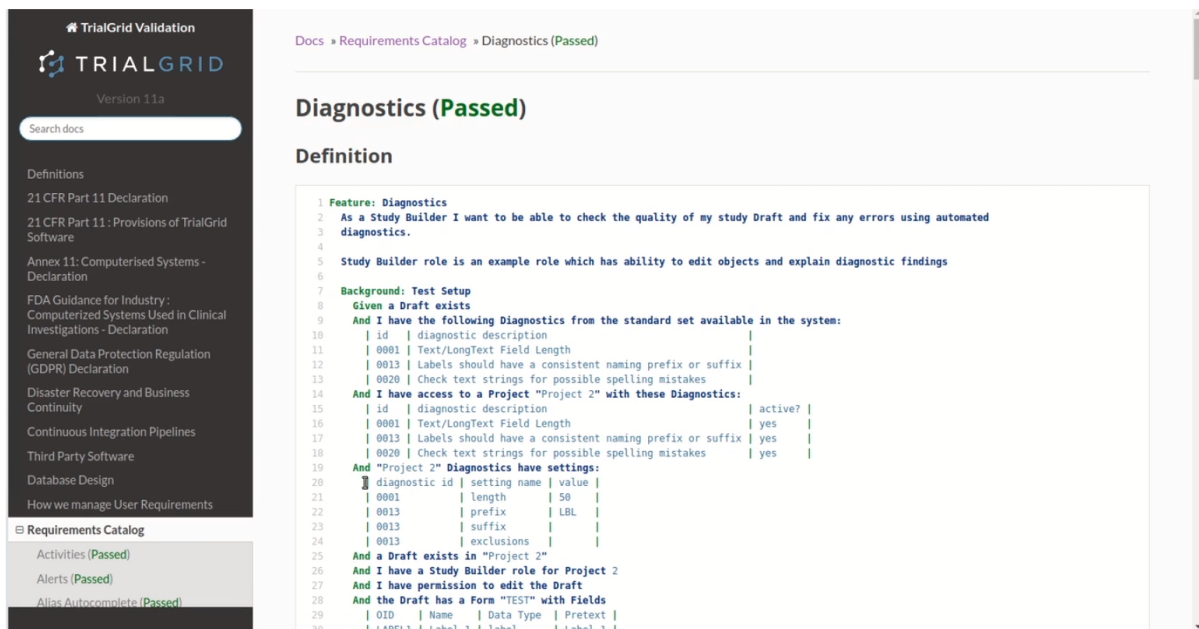 TrialGrid Validation
TRIALGRID
Version 11a
Search docs
Definitions
21 CFR Part 11 Declaration
21 CFR Part 11 : Provisions of TrialGrid
Software
Annex 11: Computerised Systems -
Declaration
FDA Guidance for Industry :
Computerized Systems Used in Clinical
Investigations - Declaration
General Data Protection Regulation
(GDPR) Declaration
Disaster Recovery and Business
Continuity
Continuous Integration Pipelines
Third Party Software
Database Design
How we manage User Requirements
Requirements Catalog
Activities (Passed)
Alerts (Passed)
Alias Autocomplete (Passed)
Docs » Requirements Catalog » Diagnostics (Passed)
Diagnostics (Passed)
Definition
1 Feature: Diagnostics
2 As a Study Builder I want to be able to check the quality of my study Draft and fix any errors using automated
3 diagnostics.
4
5 Study Builder role is an example role which has ability to edit objects and explain diagnostic findings
6
7 Background: Test Setup
8 Given a Draft exists
9 And I have the following Diagnostics from the standard set available in the system:
10 | id | diagnostic description |
11 | 0001 | Text/LongText Field Length |
12 | 0013 | Labels should have a consistent naming prefix or suffix |
13 | 0020 | Check text strings for possible spelling mistakes |
14 And I have access to a Project "Project 2" with these Diagnostics:
15 | id | diagnostic description | active? |
16 | 0001 | Text/LongText Field Length | yes |
17 | 0013 | Labels should have a consistent naming prefix or suffix | yes |
18 | 0020 | Check text strings for possible spelling mistakes | yes |
19 And "Project 2" Diagnostics have settings:
20 | diagnostic id | setting name | value |
21 | 0001 | length | 50 |
22 | 0013 | prefix | LBL |
23 | 0013 | suffix | |
24 | 0013 | exclusions | |
25 And a Draft exists in "Project 2"
26 And I have a Study Builder role for Project 2
27 And I have permission to edit the Draft
28 And the Draft has a Form "TEST" with Fields
29 | OID | Name | Data Type | Pretext |
30 | LABEL1 | Label 1 | label | Label 1 |